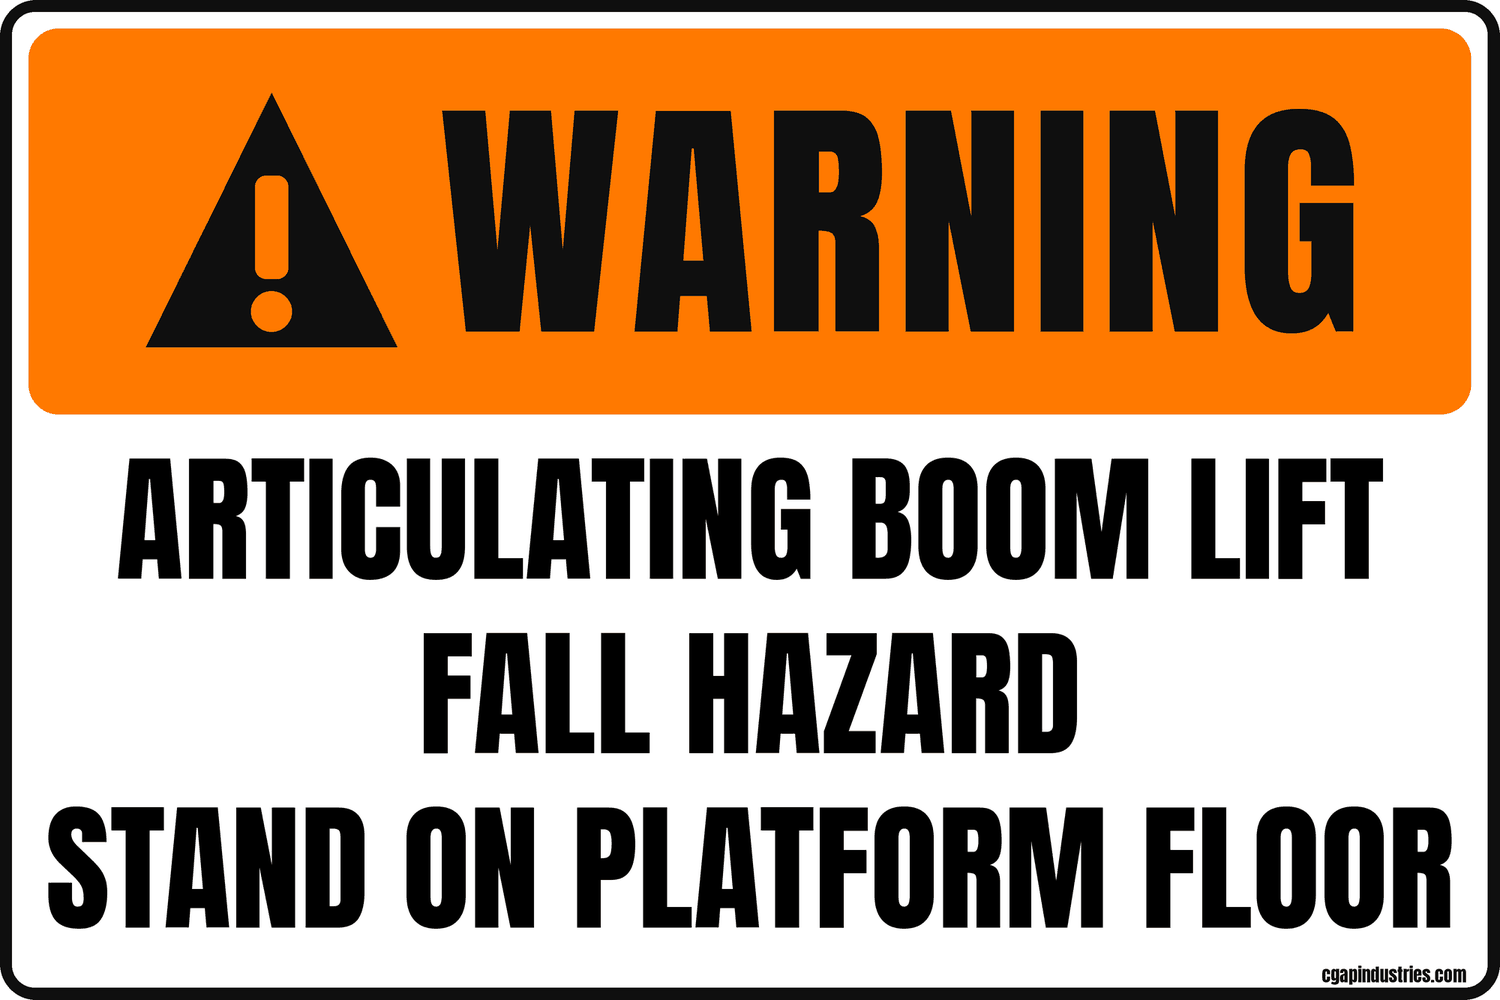 WARNING
ARTICULATING BOOM LIFT
FALL HAZARD
STAND ON PLATFORM FLOOR
cgapindustries.com